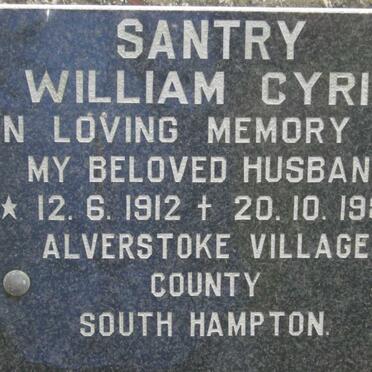 SANTRY
WILLIAM CYRI
N LOVING MEMORY
MY BELOVED HUSBAN
★ 12. 6. 1912 † 20. 10. 19
ALVERSTOKE VILLAGE
COUNTY
SOUTH HAMPTON.